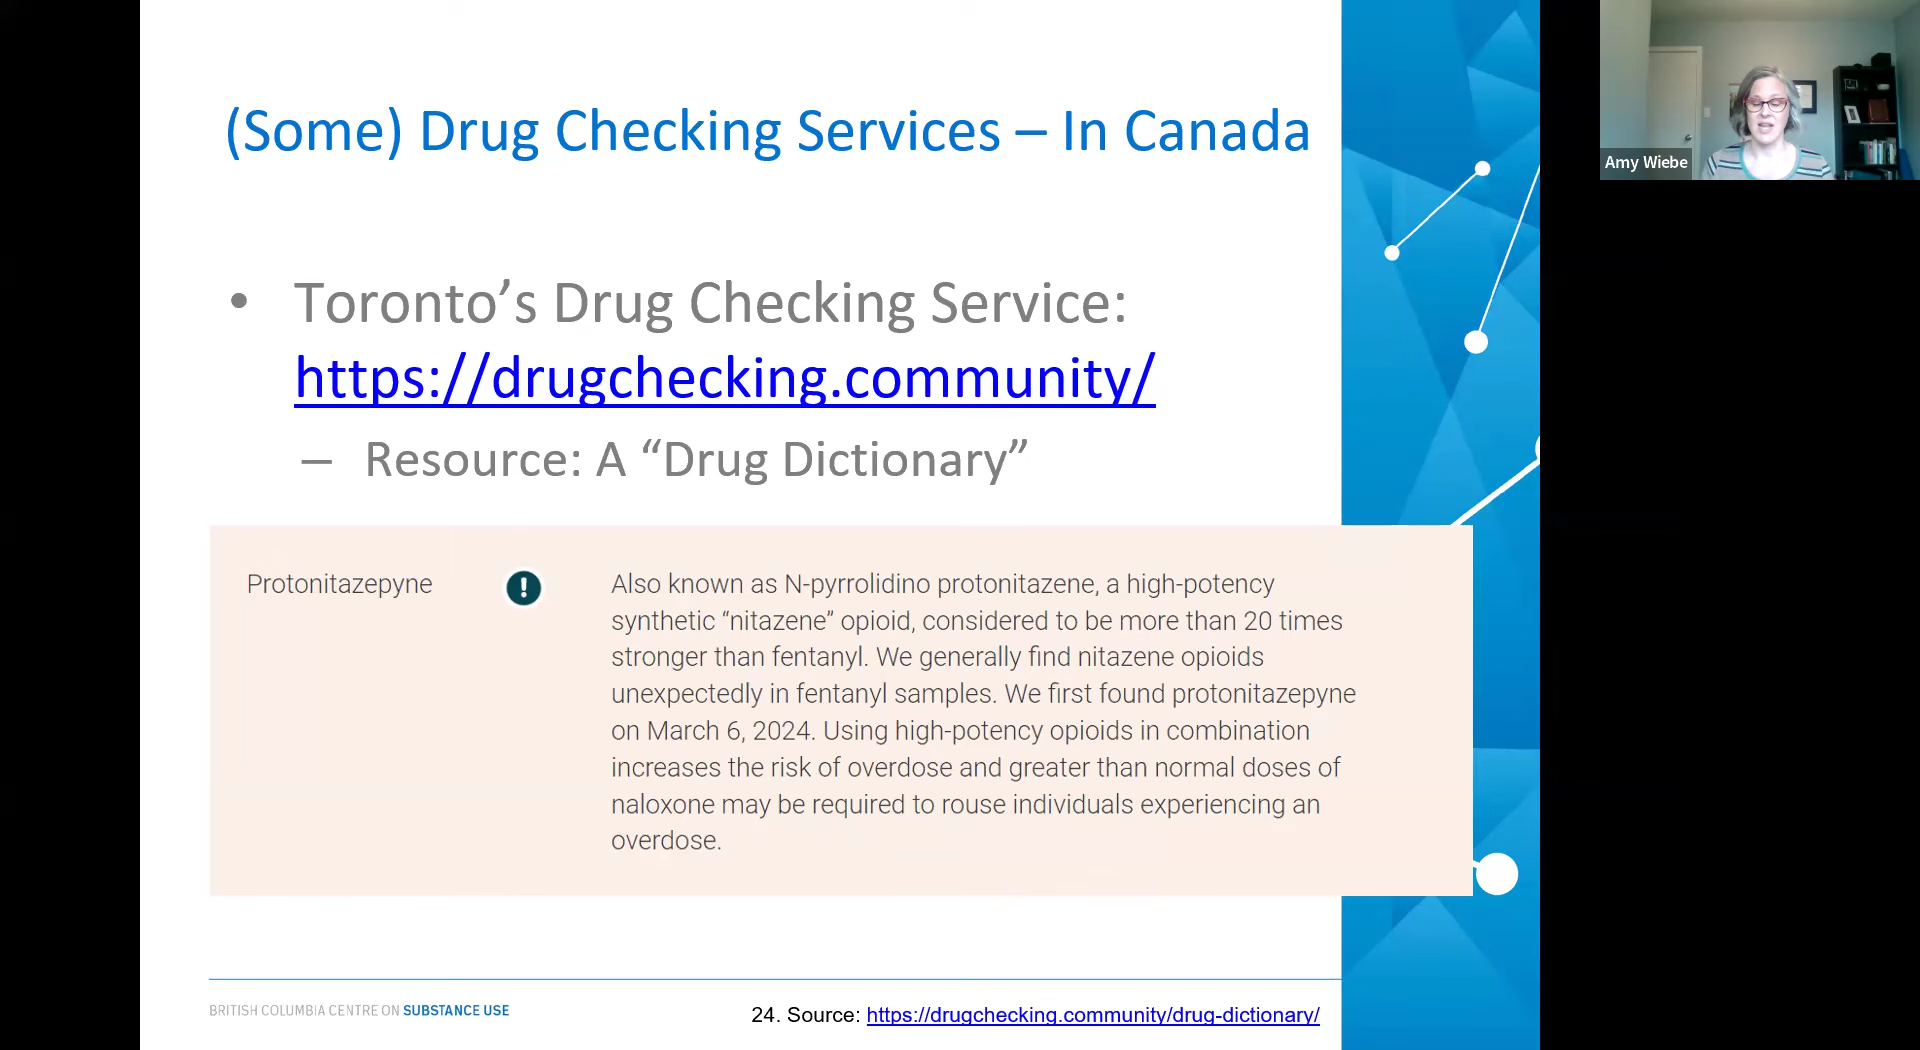 (Some) Drug Checking Services – In Canada
Amy Wiebe
• Toronto’s Drug Checking Service:
https://drugchecking.community/
– Resource: A “Drug Dictionary”
Protonitazepyne
!
Also known as N-pyrrolidino protonitazene, a high-potency
synthetic “nitazene” opioid, considered to be more than 20 times
stronger than fentanyl. We generally find nitazene opioids
unexpectedly in fentanyl samples. We first found protonitazepyne
on March 6, 2024. Using high-potency opioids in combination
increases the risk of overdose and greater than normal doses of
naloxone may be required to rouse individuals experiencing an
overdose.
BRITISH COLUMBIA CENTRE ON SUBSTANCE USE
24. Source: https://drugchecking.community/drug-dictionary/